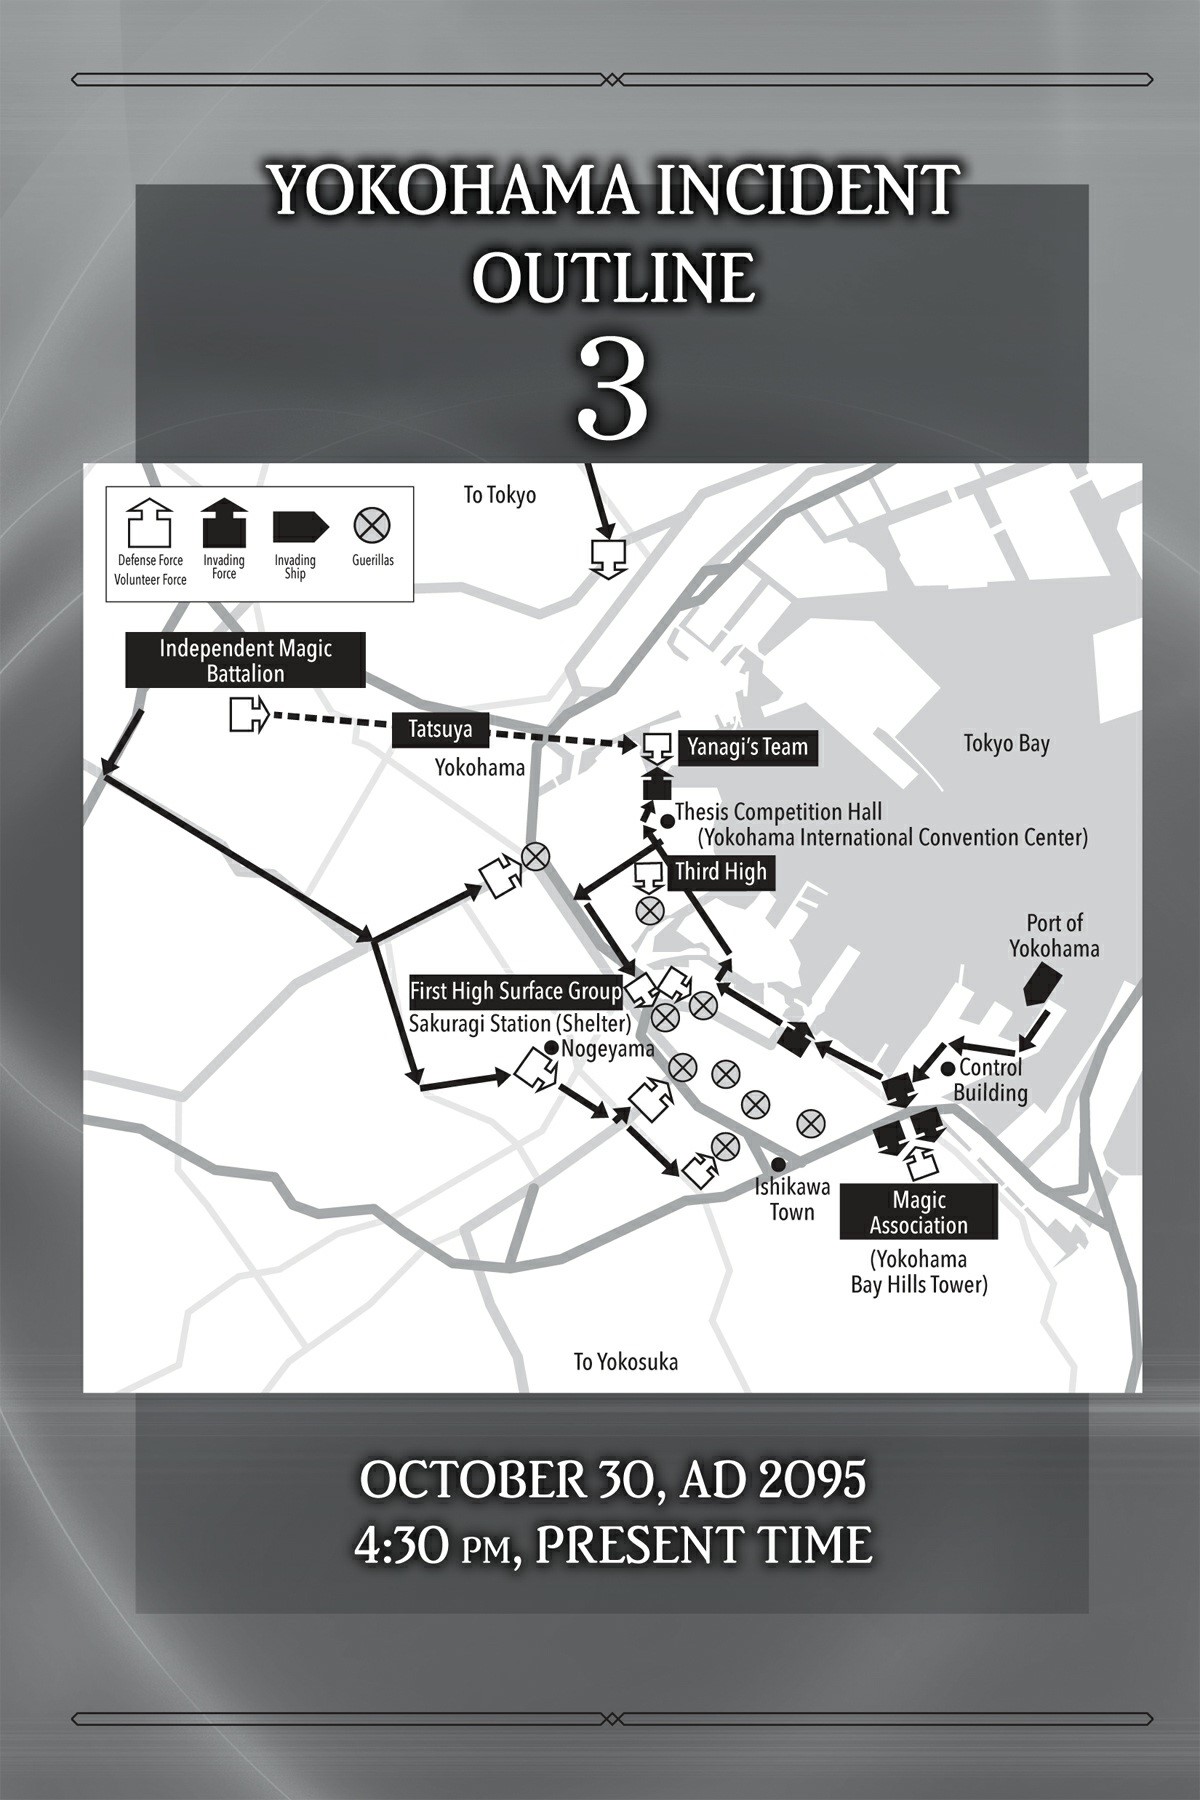 YOKOHAMA INCIDENT
OUTLINE
3
To Tokyo
Defense Force
Volunteer Force
Invading
Force
Invading
Ship
Guerillas
Independent Magic
Battalion
Tatsuya
Yokohama
Yanagi's Team
Tokyo Bay
Thesis Competition Hall
(Yokohama International Convention Center)
Third High
Port of
Yokohama
First High Surface Group
Sakuragi Station (Shelter)
Nogeyama
Control
Building
Ishikawa
Town
Magic
Association
(Yokohama
Bay Hills Tower)
To Yokosuka
OCTOBER 30, AD 2095
4:30 PM, PRESENT TIME